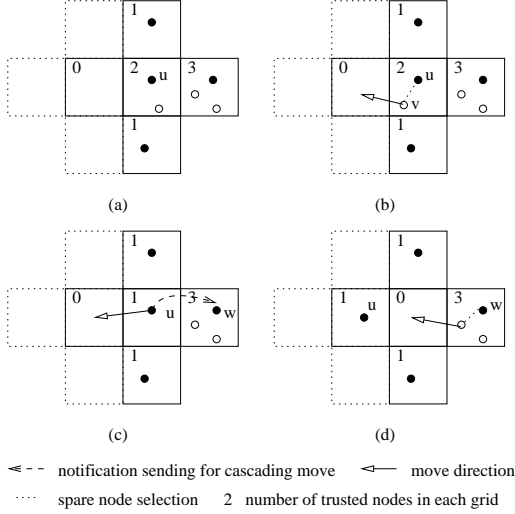 1
1
0
2
u
3
0
2
u
3
v
1
1
(a)
(b)
1
1
0
1
3
1
u
0
3
u
w
w
1
1
(c)
(d)
notification sending for cascading move
move direction
spare node selection
2 number of trusted nodes in each grid